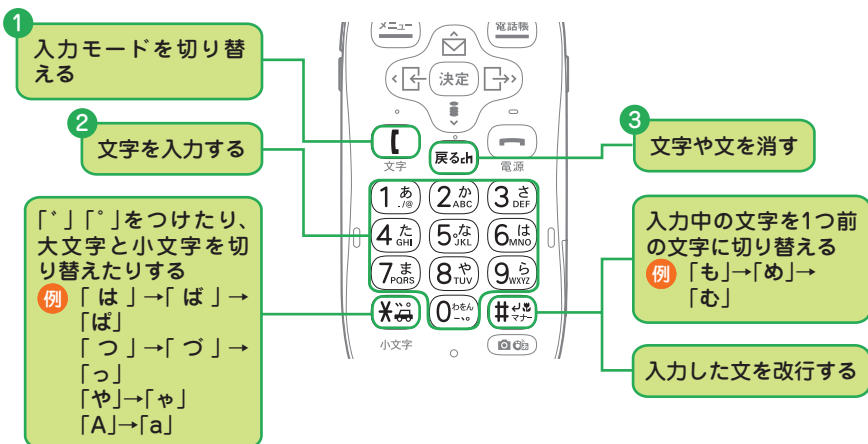 メニュー
電話帳
1
入力モードを切り替
える
決定
2
文字を入力する
文字
戻るch
電源
3
文字や文を消す
1 あ ./@
2 か ABC
3 さ DEF
4 た GHI
5 な JKL
6 は MNO
7 ま PQRS
8 や TUV
9 ら WXYZ
0 わをん
#
マナー
小文字
「゛」「゜」をつけたり、
大文字と小文字を切
り替えたりする
例 「は」→「ば」→
「ぱ」
「つ」→「づ」→
「っ」
「や」→「ゃ」
「A」→「a」
入力中の文字を1つ前
の文字に切り替える
例 「も」→「め」→
「む」
入力した文を改行する